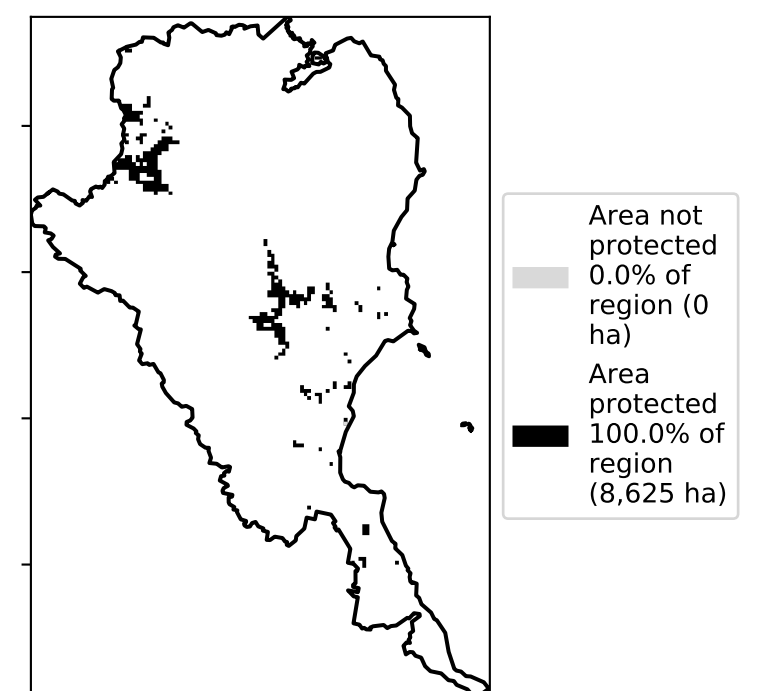 Area not
protected
0.0% of
region (0
ha)
Area
protected
100.0% of
region
(8,625 ha)